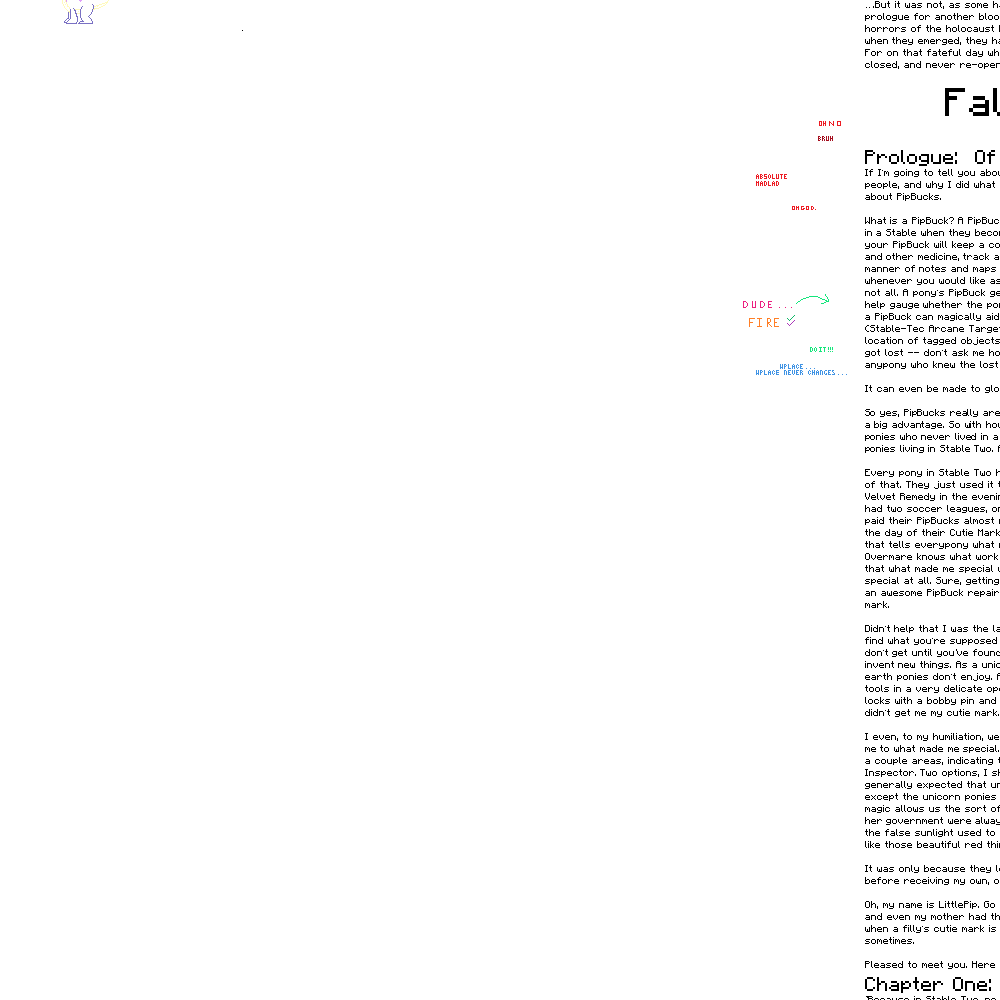 ...But it was not, as some h
prologue for another bloo
horrors of the holocaust
when they emerged, they ha
For on that fateful day wh
closed, and never re-open
Fal
OH NO
BRUH
ABSOLUTE
MADLAD
OH GOD.
DUDE ...
FIRE
DO IT!!!
WPLACE...
WPLACE NEVER CHANGES...
Prologue: Of
If I'm going to tell you abou
people, and why I did what
about PipBucks.
What is a PipBuck? A PipBuc
in a Stable when they becom
your PipBuck will keep a co
and other medicine, track a
manner of notes and maps
whenever you would like as
not all. A pony's PipBuck ge
help gauge whether the pon
a PipBuck can magically aid
(Stable-Tec Arcane Target
location of tagged objects
got lost -- don't ask me ho
anypony who knew the lost
It can even be made to glo
So yes, PipBucks really are
a big advantage. So with hou
ponies who never lived in a
ponies living in Stable Two. A
Every pony in Stable Two h
of that. They just used it t
Velvet Remedy in the evenin
had two soccer leagues, on
paid their PipBucks almost n
the day of their Cutie Mark
that tells everypony what m
Overmare knows what work
that what made me special w
special at all. Sure, getting
an awesome PipBuck repair
mark.
Didn't help that I was the la
find what you're supposed
don't get until you've found
invent new things. As a unic
earth ponies don't enjoy. A
tools in a very delicate ope
locks with a bobby pin and
didn't get me my cutie mark.
I even, to my humiliation, we
me to what made me special.
a couple areas, indicating t
Inspector. Two options, I sh
generally expected that un
except the unicorn ponies
magic allows us the sort of
her government were alway
the false sunlight used to
like those beautiful red thin
It was only because they le
before receiving my own, o
Oh, my name is LittlePip. Go
and even my mother had th
when a filly's cutie mark is
sometimes.
Pleased to meet you. Here
Chapter One:
"Because in Stable Two, no